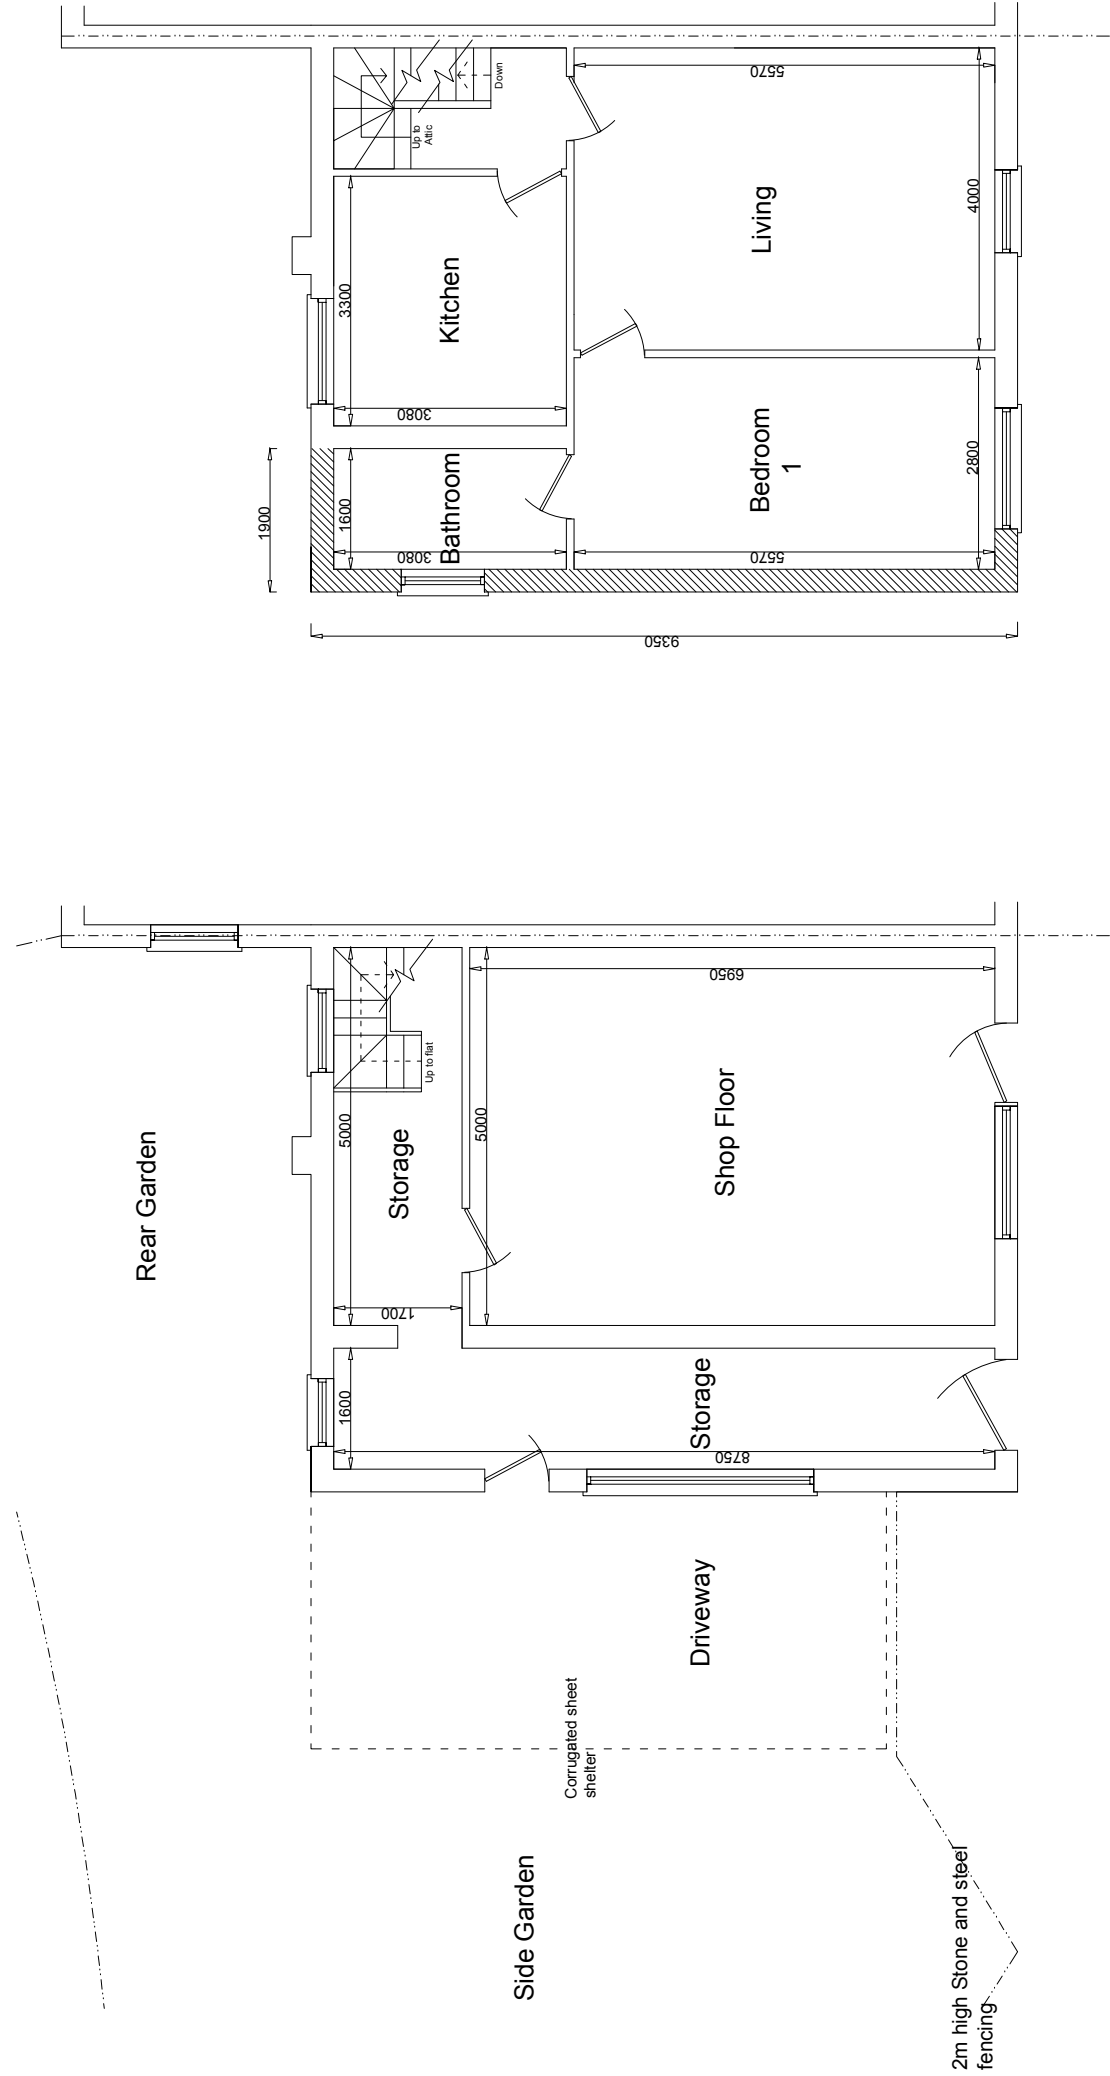 Rear Garden
Side Garden
2m high Stone and steel
fencing
Corrugated sheet
shelter
Driveway
Storage
1600
8750
Storage
5000
1700
Up to flat
5000
Shop Floor
6950
1900
9350
Bathroom
1600
3080
Kitchen
3300
3080
Up to
Attic
Down
Bedroom
1
2800
5570
Living
4000
5570